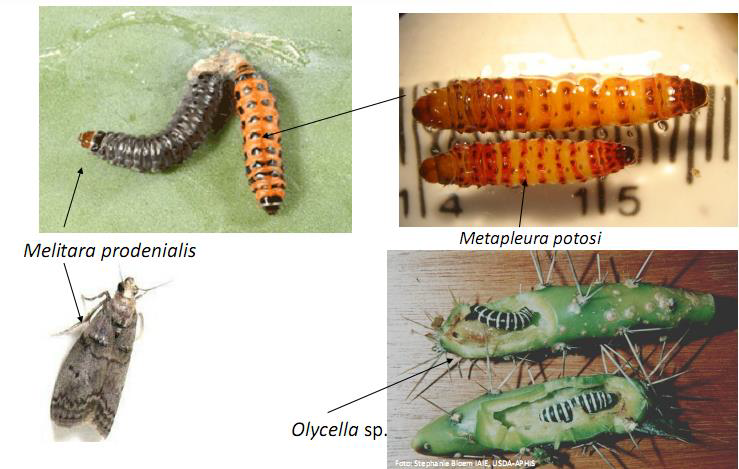 Melitara prodenialis
Metapleura potosi
14
15
Olycella sp.
Foto: Stephanie Bloem IAIE, USDA-APHIS